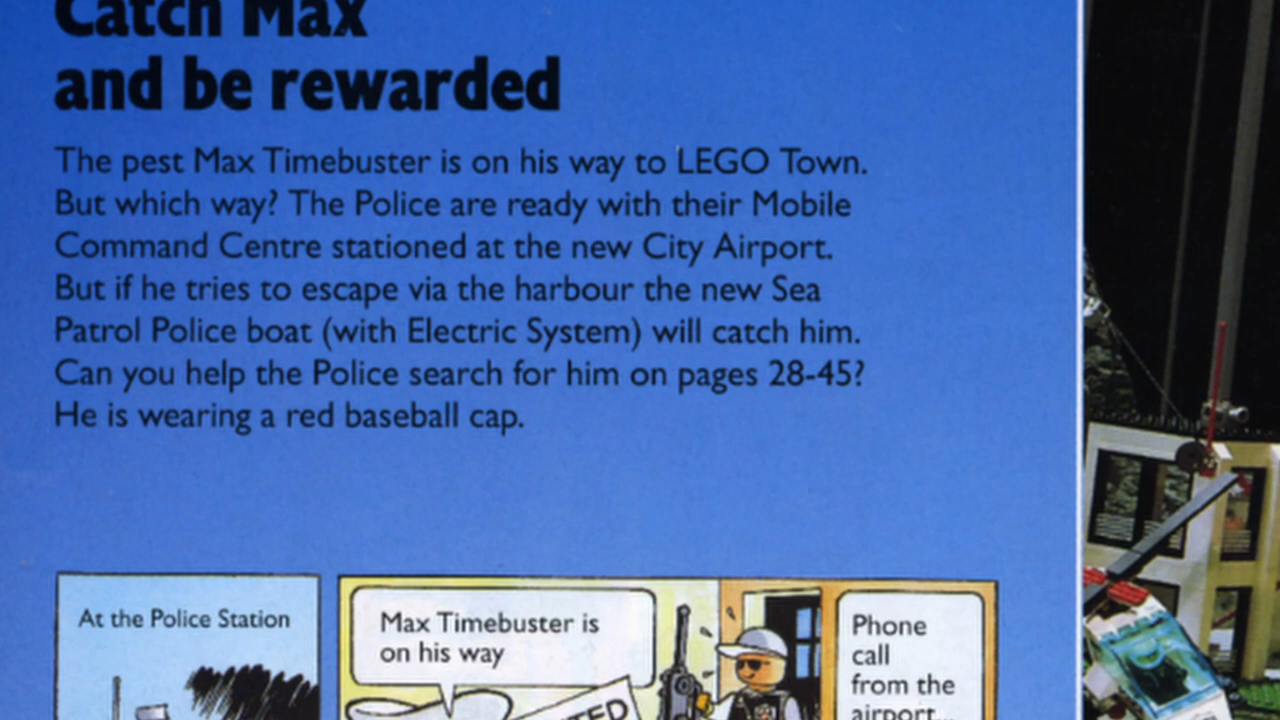 Catch Max
and be rewarded
The pest Max Timebuster is on his way to LEGO Town.
But which way? The Police are ready with their Mobile
Command Centre stationed at the new City Airport.
But if he tries to escape via the harbour the new Sea
Patrol Police boat (with Electric System) will catch him.
Can you help the Police search for him on pages 28-45?
He is wearing a red baseball cap.
At the Police Station
Max Timebuster is
on his way
Phone
call
from the
airport...